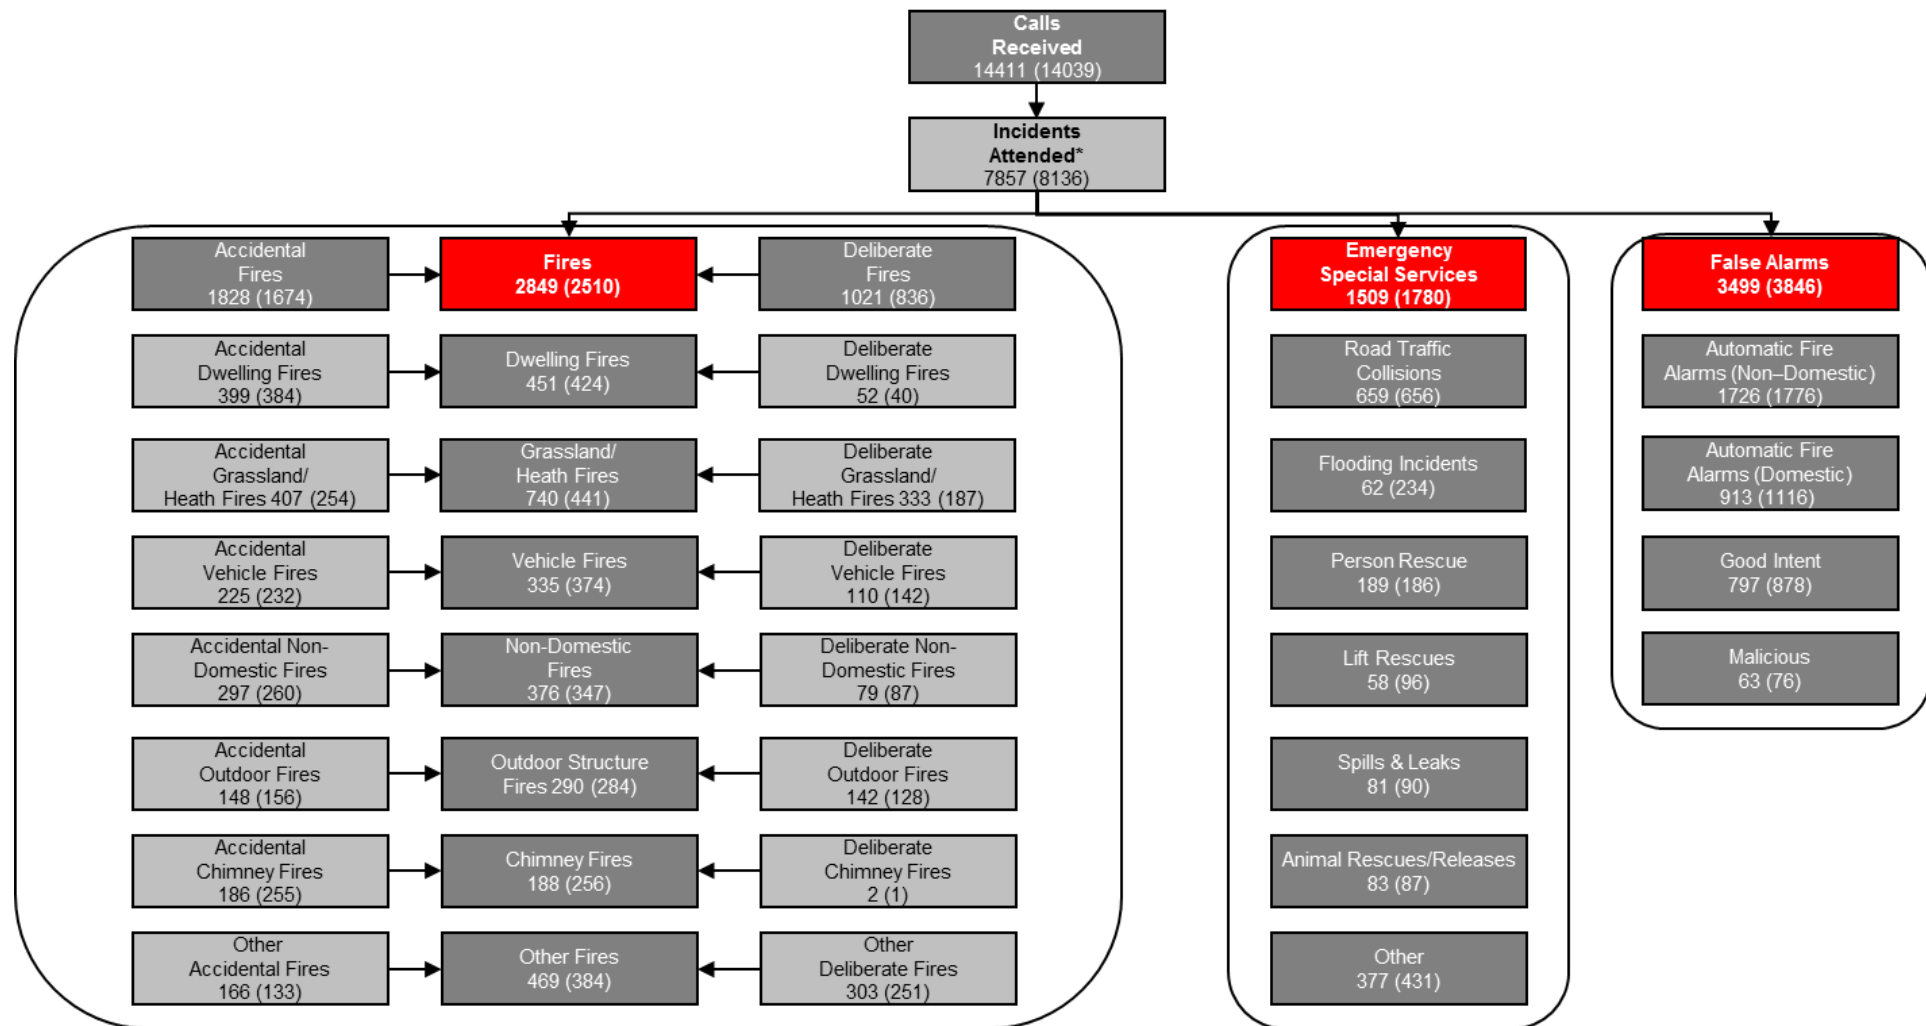 Calls
Received
14411 (14039)
Incidents
Attended*
7857 (8136)
Accidental
Fires
1828 (1674)
Fires
2849 (2510)
Deliberate
Fires
1021 (836)
Accidental
Dwelling Fires
399 (384)
Dwelling Fires
451 (424)
Deliberate
Dwelling Fires
52 (40)
Accidental
Grassland/
Heath Fires 407 (254)
Grassland/
Heath Fires
740 (441)
Deliberate
Grassland/
Heath Fires 333 (187)
Accidental
Vehicle Fires
225 (232)
Vehicle Fires
335 (374)
Deliberate
Vehicle Fires
110 (142)
Accidental Non-
Domestic Fires
297 (260)
Non-Domestic
Fires
376 (347)
Deliberate Non-
Domestic Fires
79 (87)
Accidental
Outdoor Fires
148 (156)
Outdoor Structure
Fires 290 (284)
Deliberate
Outdoor Fires
142 (128)
Accidental
Chimney Fires
186 (255)
Chimney Fires
188 (256)
Deliberate
Chimney Fires
2 (1)
Other
Accidental Fires
166 (133)
Other Fires
469 (384)
Other
Deliberate Fires
303 (251)
Emergency
Special Services
1509 (1780)
Road Traffic
Collisions
659 (656)
Flooding Incidents
62 (234)
Person Rescue
189 (186)
Lift Rescues
58 (96)
Spills & Leaks
81 (90)
Animal Rescues/Releases
83 (87)
Other
377 (431)
False Alarms
3499 (3846)
Automatic Fire
Alarms (Non–Domestic)
1726 (1776)
Automatic Fire
Alarms (Domestic)
913 (1116)
Good Intent
797 (878)
Malicious
63 (76)